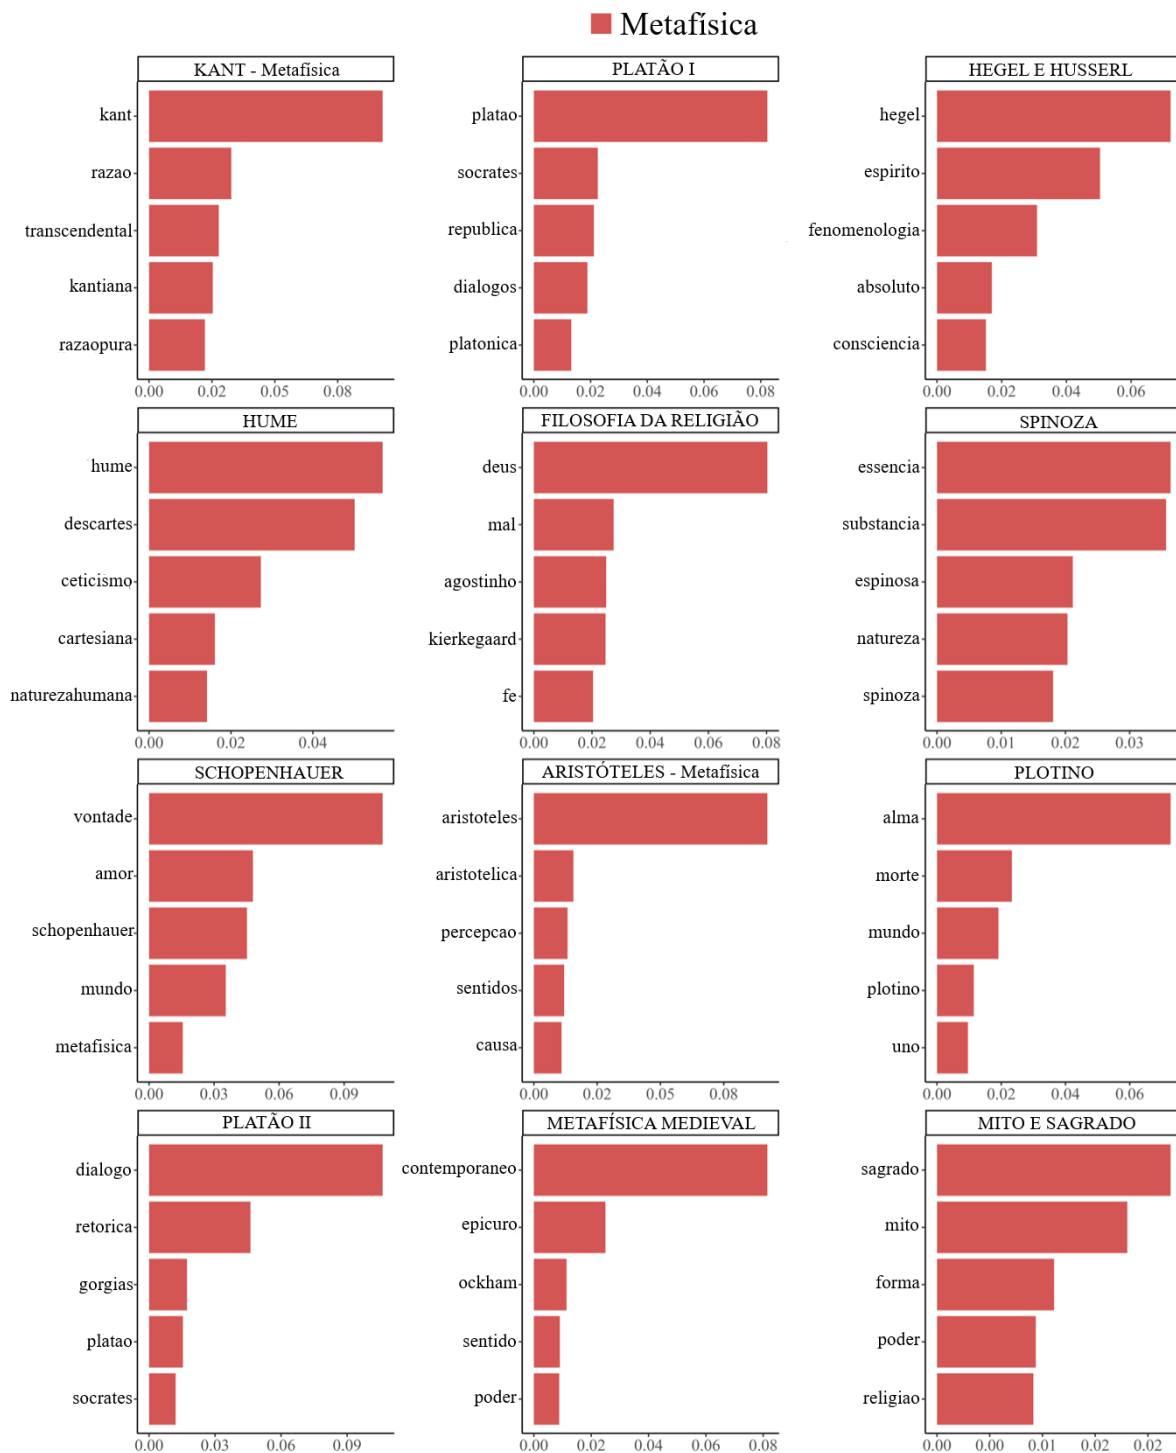 Metafísica
KANT - Metafísica
kant
razao
transcendental
kantiana
razaopura
0.00 0.02 0.05 0.08
PLATÃO I
platao
socrates
republica
dialogos
platonica
0.00 0.02 0.04 0.06 0.08
HEGEL E HUSSERL
hegel
espirito
fenomenologia
absoluto
consciencia
0.00 0.02 0.04 0.06
HUME
hume
descartes
ceticismo
cartesiana
naturezahumana
0.00 0.02 0.04
FILOSOFIA DA RELIGIÃO
deus
mal
agostinho
kierkegaard
fe
0.00 0.02 0.04 0.06 0.08
SPINOZA
essencia
substancia
espinosa
natureza
spinoza
0.00 0.01 0.02 0.03
SCHOPENHAUER
vontade
amor
schopenhauer
mundo
metafisica
0.00 0.03 0.06 0.09
ARISTÓTELES - Metafísica
aristoteles
aristotelica
percepcao
sentidos
causa
0.00 0.02 0.05 0.08
PLOTINO
alma
morte
mundo
plotino
uno
0.00 0.02 0.04 0.06
PLATÃO II
dialogo
retorica
gorgias
platao
socrates
0.00 0.03 0.06 0.09
METAFÍSICA MEDIEVAL
contemporaneo
epicuro
ockham
sentido
poder
0.00 0.02 0.04 0.06 0.08
MITO E SAGRADO
sagrado
mito
forma
poder
religiao
0.00 0.00 0.01 0.02 0.02